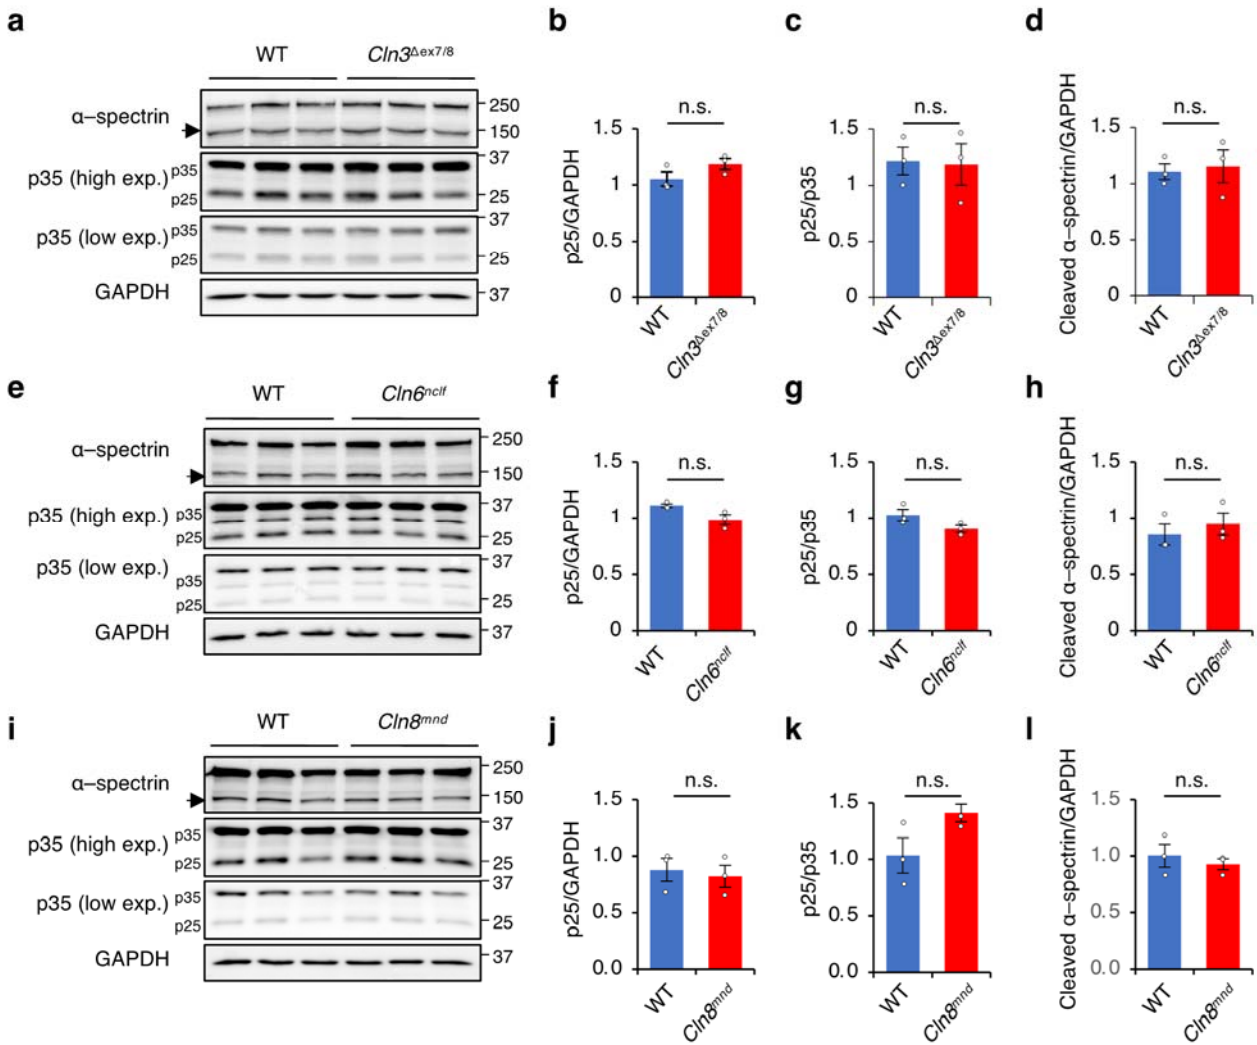 a
WT
Cln3Δex7/8
α–spectrin
250
150
p35 (high exp.)
p35
p25
37
25
p35 (low exp.)
p35
p25
37
25
GAPDH
37
b
n.s.
1.5
1
0.5
0
p25/GAPDH
WT
Cln3Δex7/8
c
n.s.
1.5
1
0.5
0
p25/p35
WT
Cln3Δex7/8
d
n.s.
1.5
1
0.5
0
Cleaved α–spectrin/GAPDH
WT
Cln3Δex7/8
e
WT
Cln6nclf
α–spectrin
250
150
p35 (high exp.)
p35
p25
37
25
p35 (low exp.)
p35
p25
37
25
GAPDH
37
f
n.s.
1.5
1
0.5
0
p25/GAPDH
WT
Cln6nclf
g
n.s.
1.5
1
0.5
0
p25/p35
WT
Cln6nclf
h
n.s.
1.5
1
0.5
0
Cleaved α–spectrin/GAPDH
WT
Cln6nclf
i
WT
Cln8mnd
α–spectrin
250
150
p35 (high exp.)
p35
p25
37
25
p35 (low exp.)
p35
p25
37
25
GAPDH
37
j
n.s.
1.5
1.0
0.5
0.0
p25/GAPDH
WT
Cln8mnd
k
n.s.
1.5
1.0
0.5
0.0
p25/p35
WT
Cln8mnd
l
n.s.
1.5
1.0
0.5
0.0
Cleaved α–spectrin/GAPDH
WT
Cln8mnd